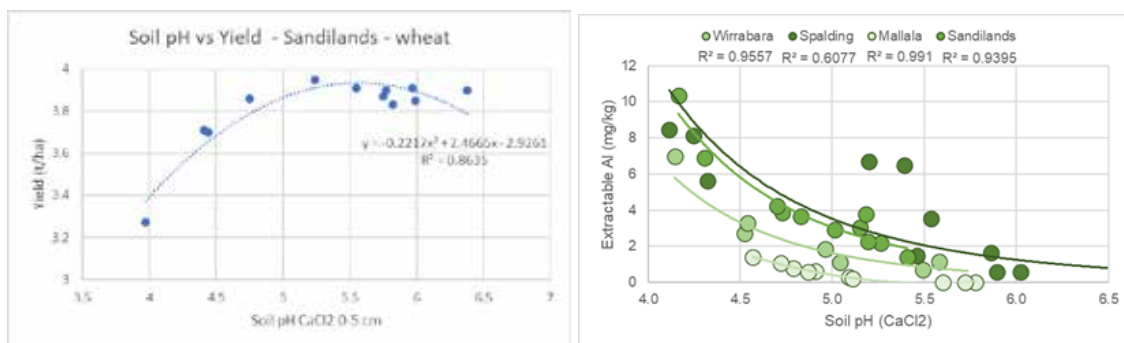 Soil pH vs Yield - Sandilands - wheat
4
3.8
3.6
3.4
3.2
3
Yield (t/ha)
y = -0.2217x² + 2.4665x - 2.9261
R² = 0.8635
3.5 4 4.5 5 5.5 6 6.5 7
Soil pH CaCl2 0-5 cm
Wirrabara Spalding Mallala Sandilands
R² = 0.9557 R² = 0.6077 R² = 0.991 R² = 0.9395
12
10
8
6
4
2
0
Extractable Al (mg/kg)
4.0 4.5 5.0 5.5 6.0 6.5
Soil pH (CaCl2)